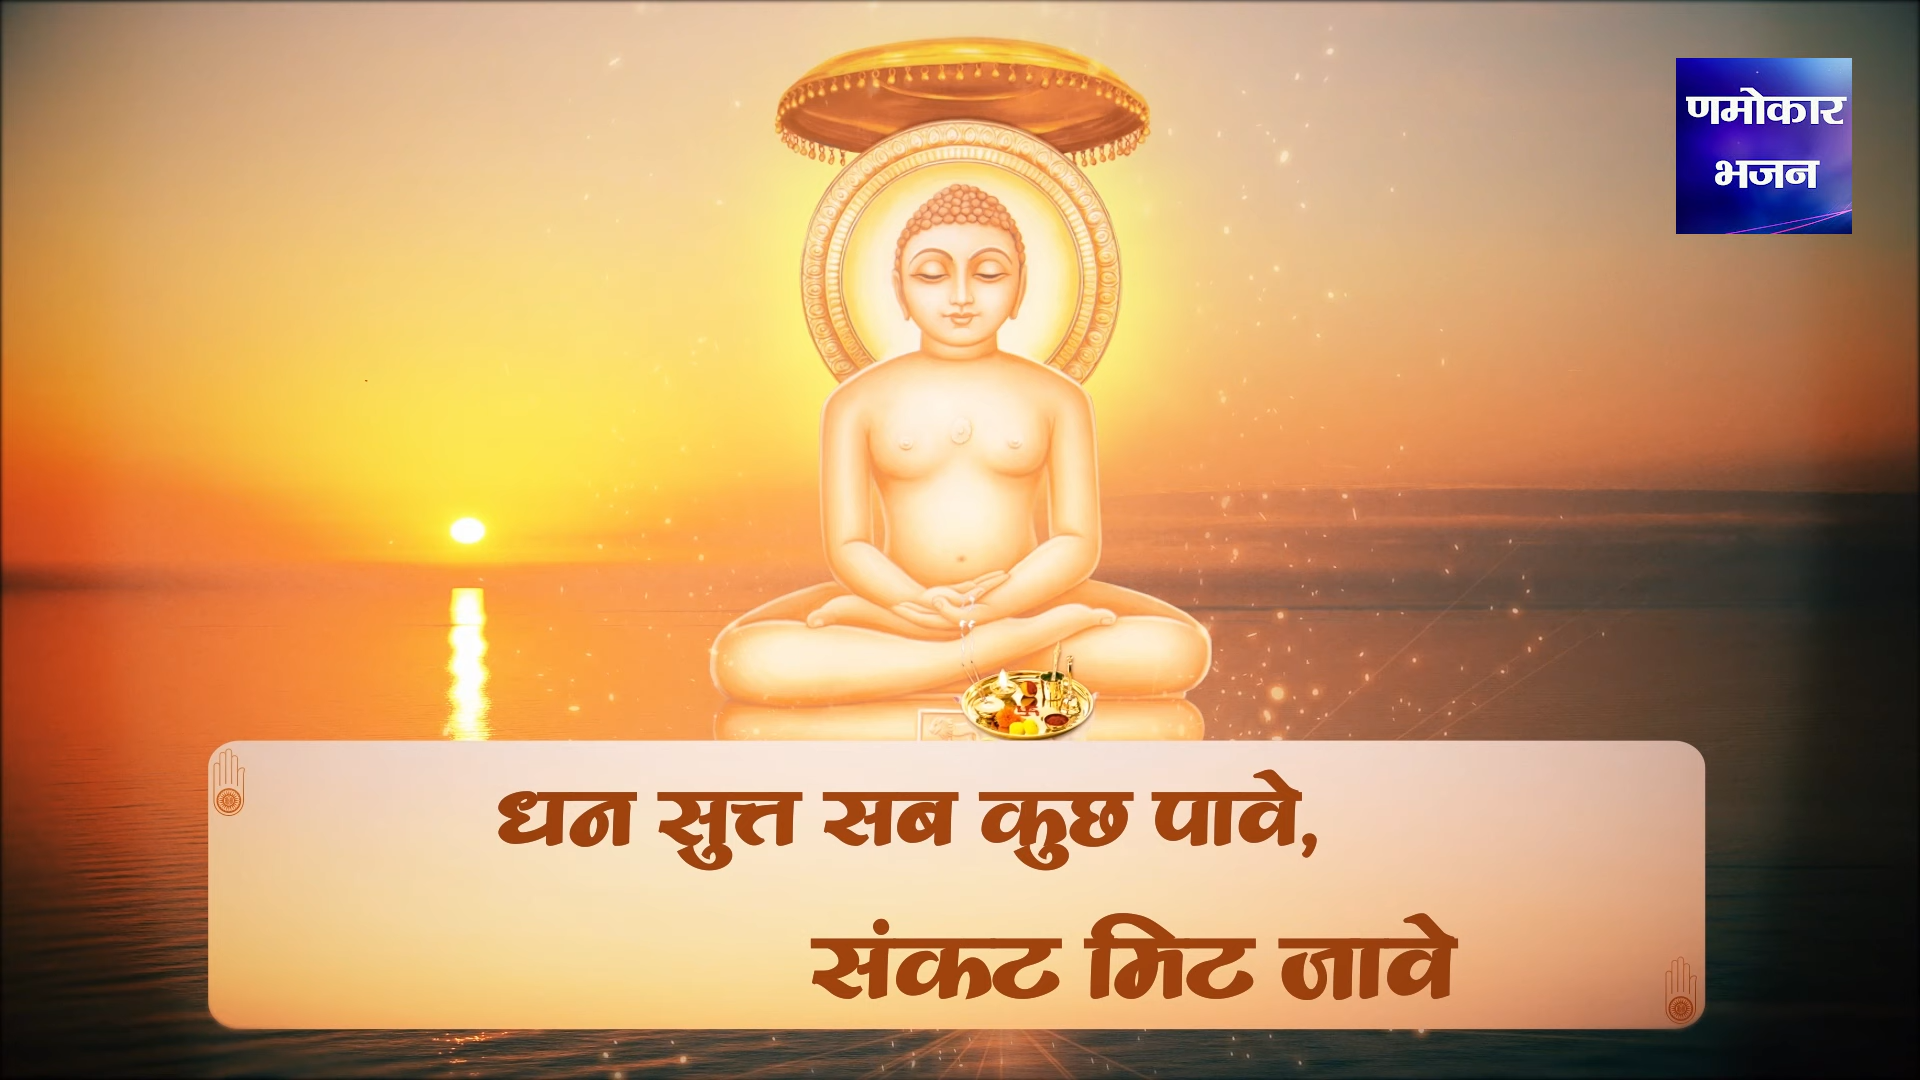 णमोकार
भजन
धन सुत्त सब कुछ पावे,
संकट मिट जावे